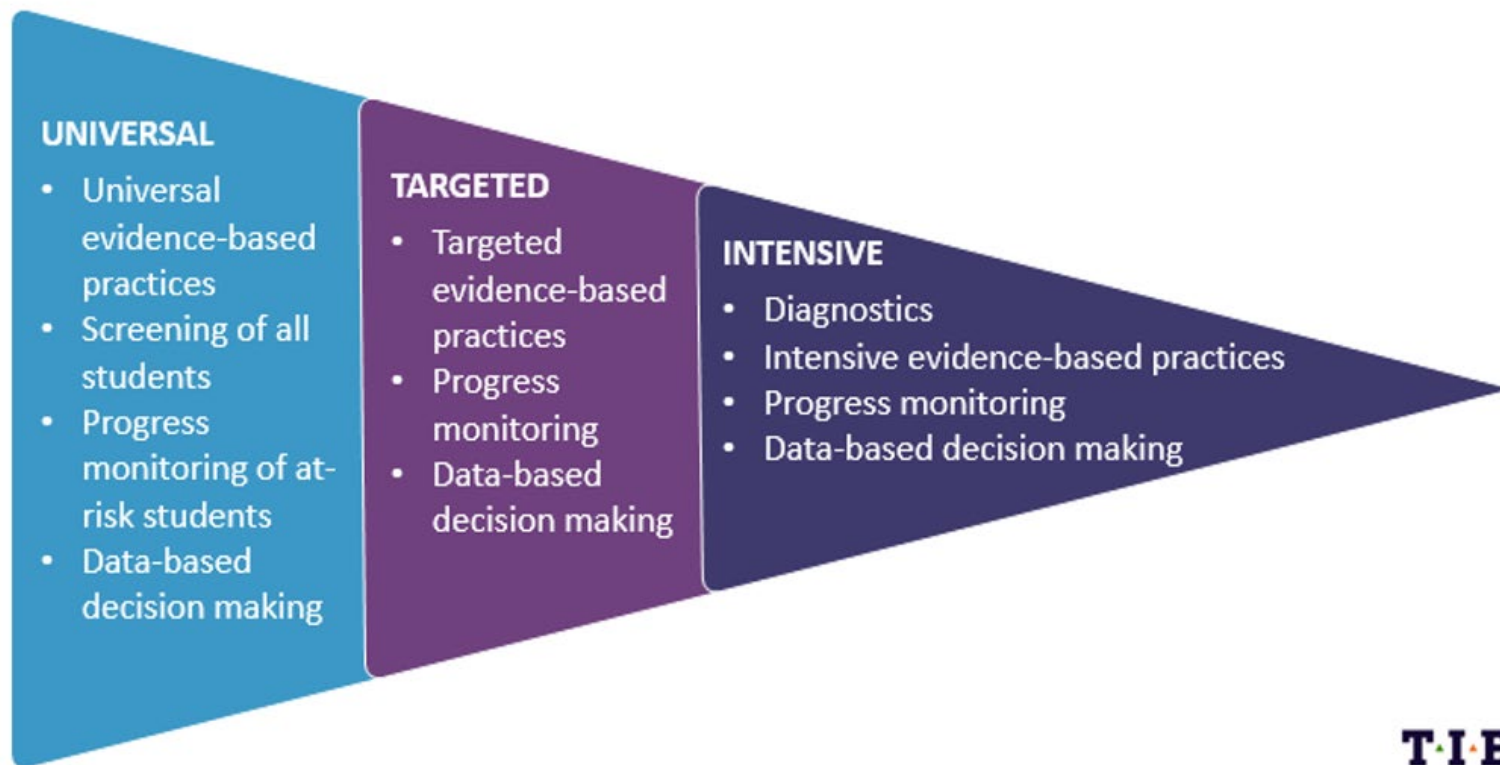 UNIVERSAL
• Universal
evidence-based
practices
• Screening of all
students
• Progress
monitoring of at-
risk students
• Data-based
decision making
TARGETED
• Targeted
evidence-based
practices
• Progress
monitoring
• Data-based
decision making
INTENSIVE
• Diagnostics
• Intensive evidence-based practices
• Progress monitoring
• Data-based decision making